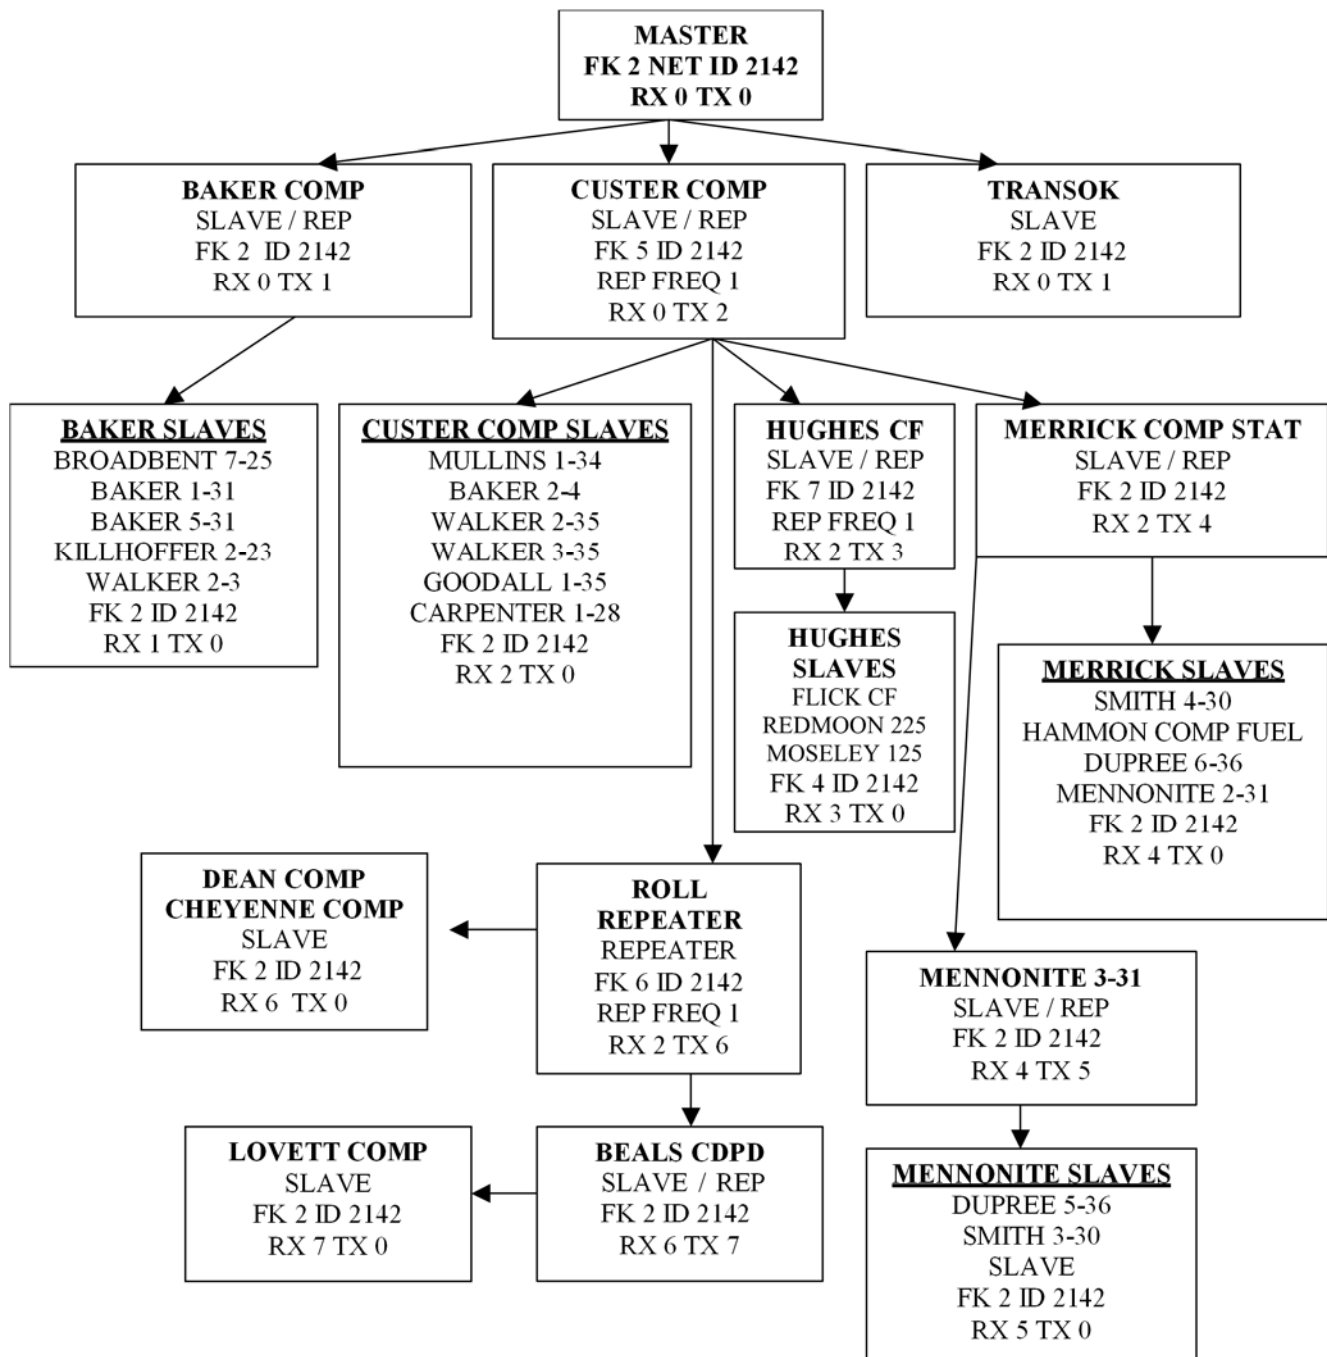 MASTER
FK 2 NET ID 2142
RX 0 TX 0
BAKER COMP
SLAVE / REP
FK 2 ID 2142
RX 0 TX 1
CUSTER COMP
SLAVE / REP
FK 5 ID 2142
REP FREQ 1
RX 0 TX 2
TRANSOK
SLAVE
FK 2 ID 2142
RX 0 TX 1
BAKER SLAVES
BROADBENT 7-25
BAKER 1-31
BAKER 5-31
KILLHOFFER 2-23
WALKER 2-3
FK 2 ID 2142
RX 1 TX 0
CUSTER COMP SLAVES
MULLINS 1-34
BAKER 2-4
WALKER 2-35
WALKER 3-35
GOODALL 1-35
CARPENTER 1-28
FK 2 ID 2142
RX 2 TX 0
HUGHES CF
SLAVE / REP
FK 7 ID 2142
REP FREQ 1
RX 2 TX 3
MERRICK COMP STAT
SLAVE / REP
FK 2 ID 2142
RX 2 TX 4
HUGHES
SLAVES
FLICK CF
REDMOON 225
MOSELEY 125
FK 4 ID 2142
RX 3 TX 0
MERRICK SLAVES
SMITH 4-30
HAMMON COMP FUEL
DUPREE 6-36
MENNONITE 2-31
FK 2 ID 2142
RX 4 TX 0
DEAN COMP
CHEYENNE COMP
SLAVE
FK 2 ID 2142
RX 6 TX 0
ROLL
REPEATER
REPEATER
FK 6 ID 2142
REP FREQ 1
RX 2 TX 6
MENNONITE 3-31
SLAVE / REP
FK 2 ID 2142
RX 4 TX 5
LOVETT COMP
SLAVE
FK 2 ID 2142
RX 7 TX 0
BEALS CDPD
SLAVE / REP
FK 2 ID 2142
RX 6 TX 7
MENNONITE SLAVES
DUPREE 5-36
SMITH 3-30
SLAVE
FK 2 ID 2142
RX 5 TX 0